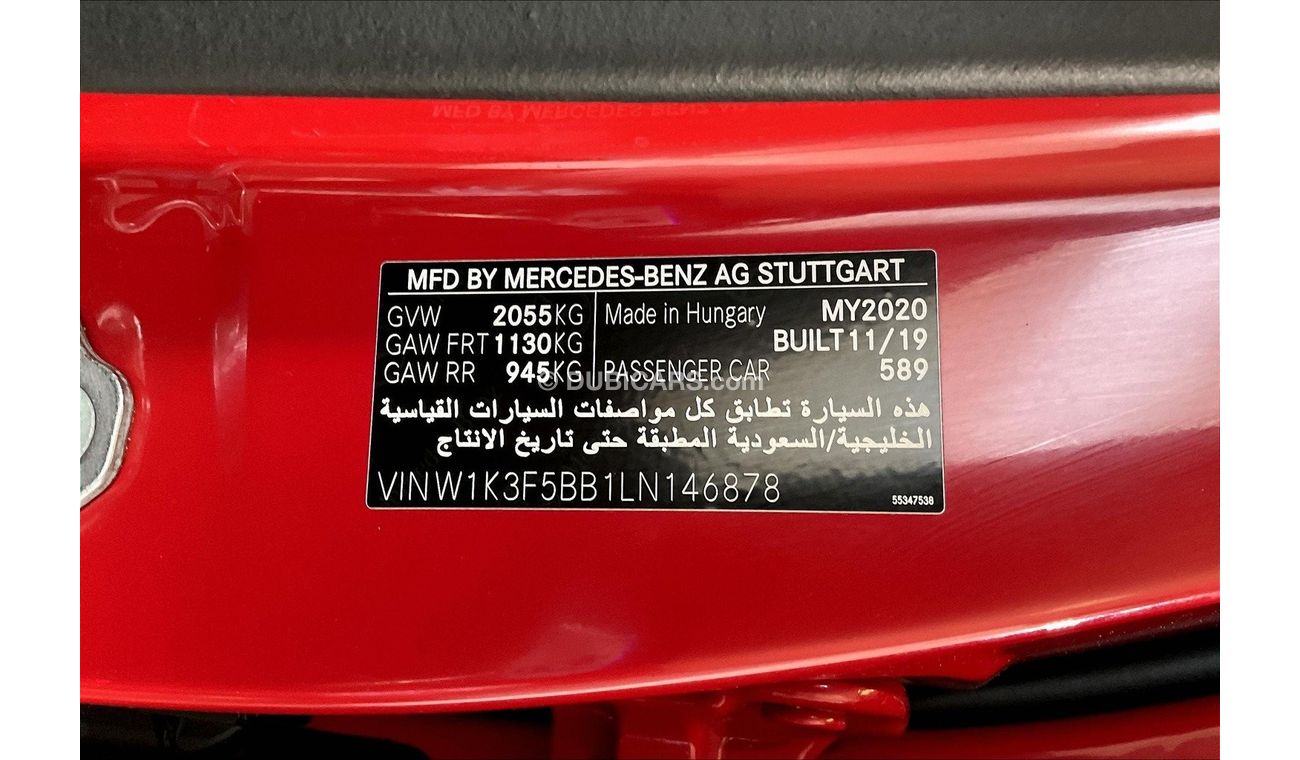 MFD BY MERCEDES-BENZ AG STUTTGART
GVW 2055KG Made in Hungary MY2020
GAW FRT 1130KG BUILT 11/19
GAW RR 945KG PASSENGER CAR 589
© DUBICARS.com
هذه السيارة تطابق كل مواصفات السيارات القياسية
الخليجية/السعودية المطبقة حتى تاريخ الانتاج
VINW1K3F5BB1LN146878
55347538